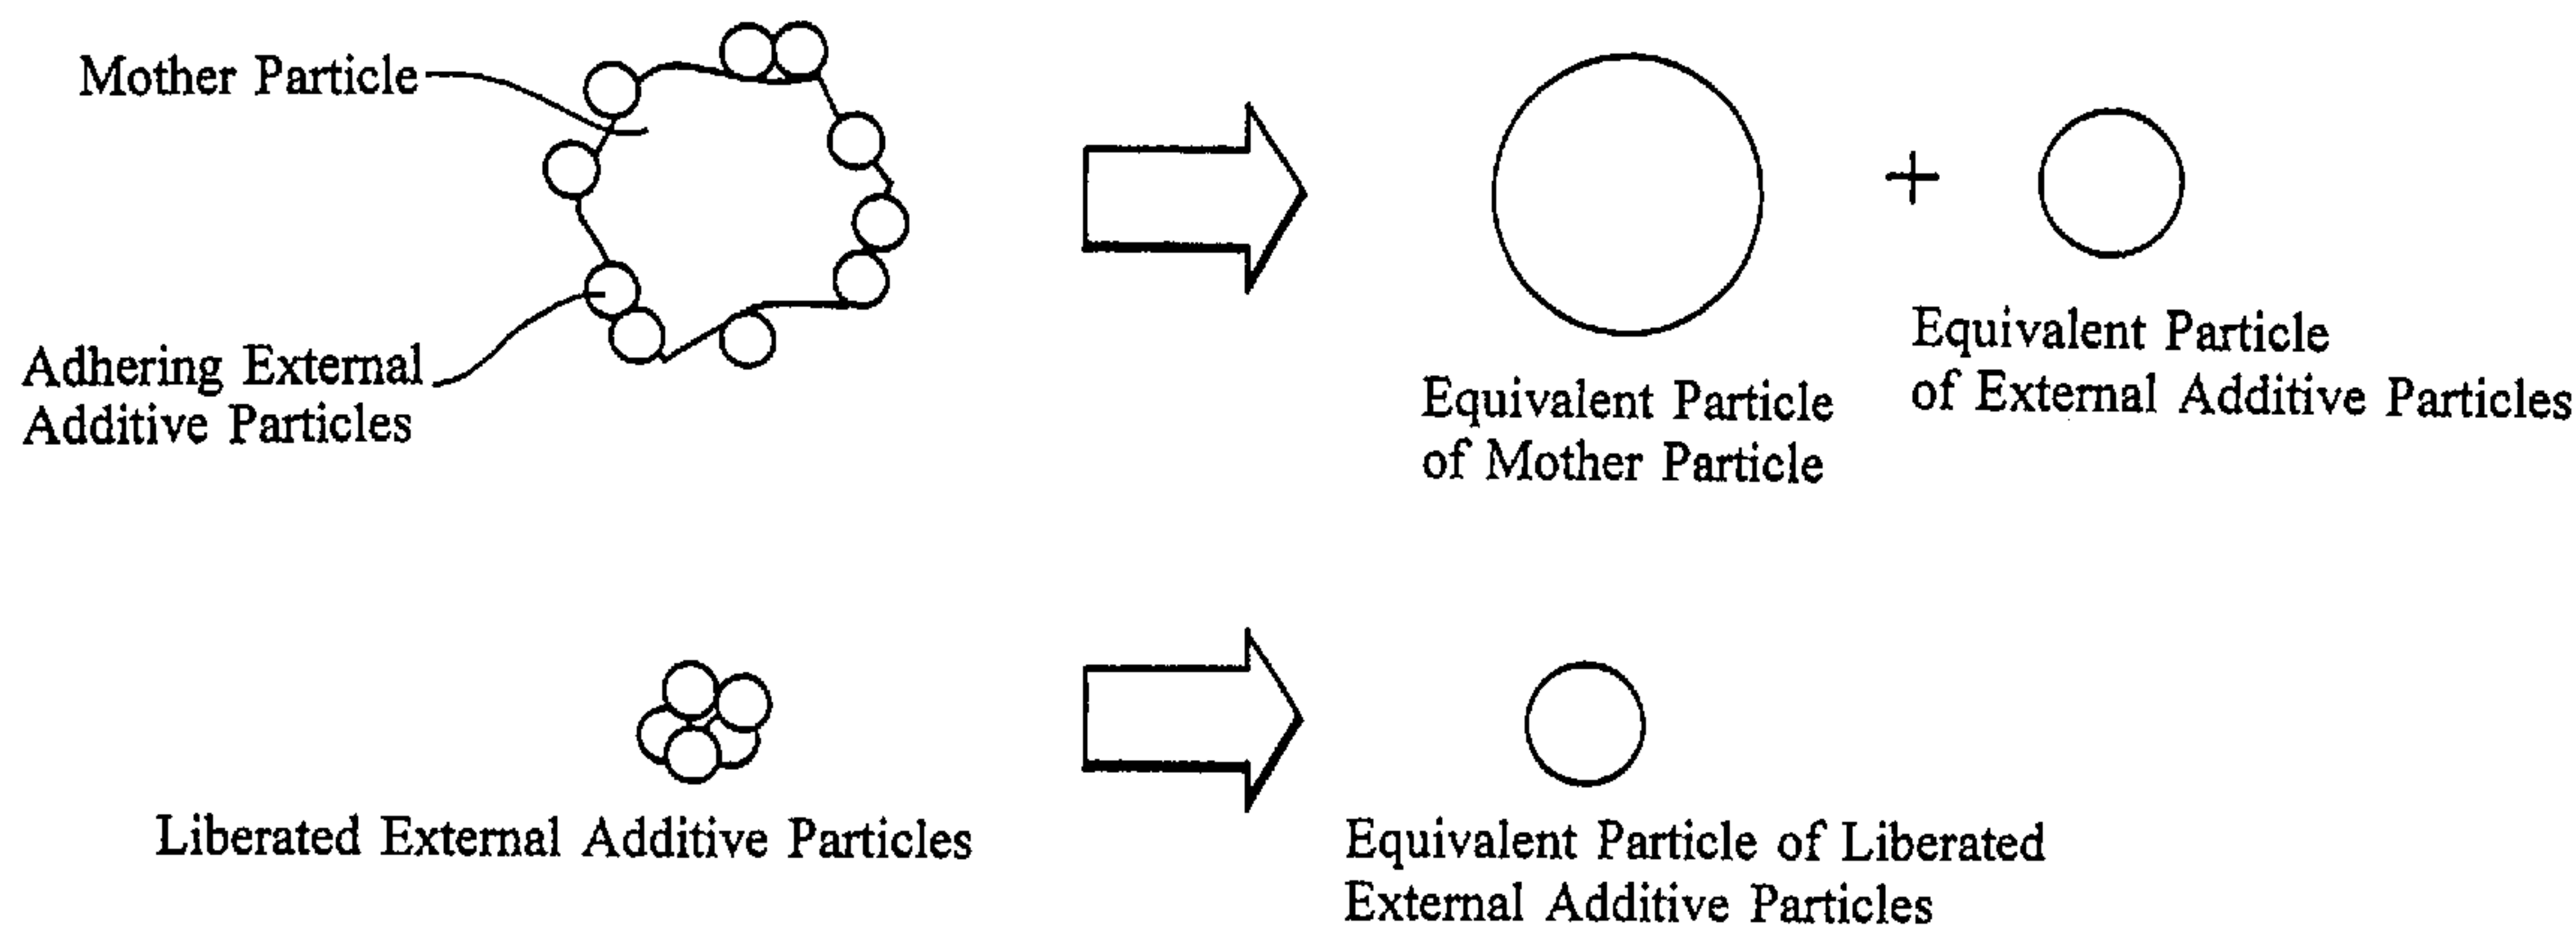 Mother Particle
Adhering External
Additive Particles
+
Equivalent Particle
of Mother Particle
Equivalent Particle
of External Additive Particles
Liberated External Additive Particles
Equivalent Particle of Liberated
External Additive Particles